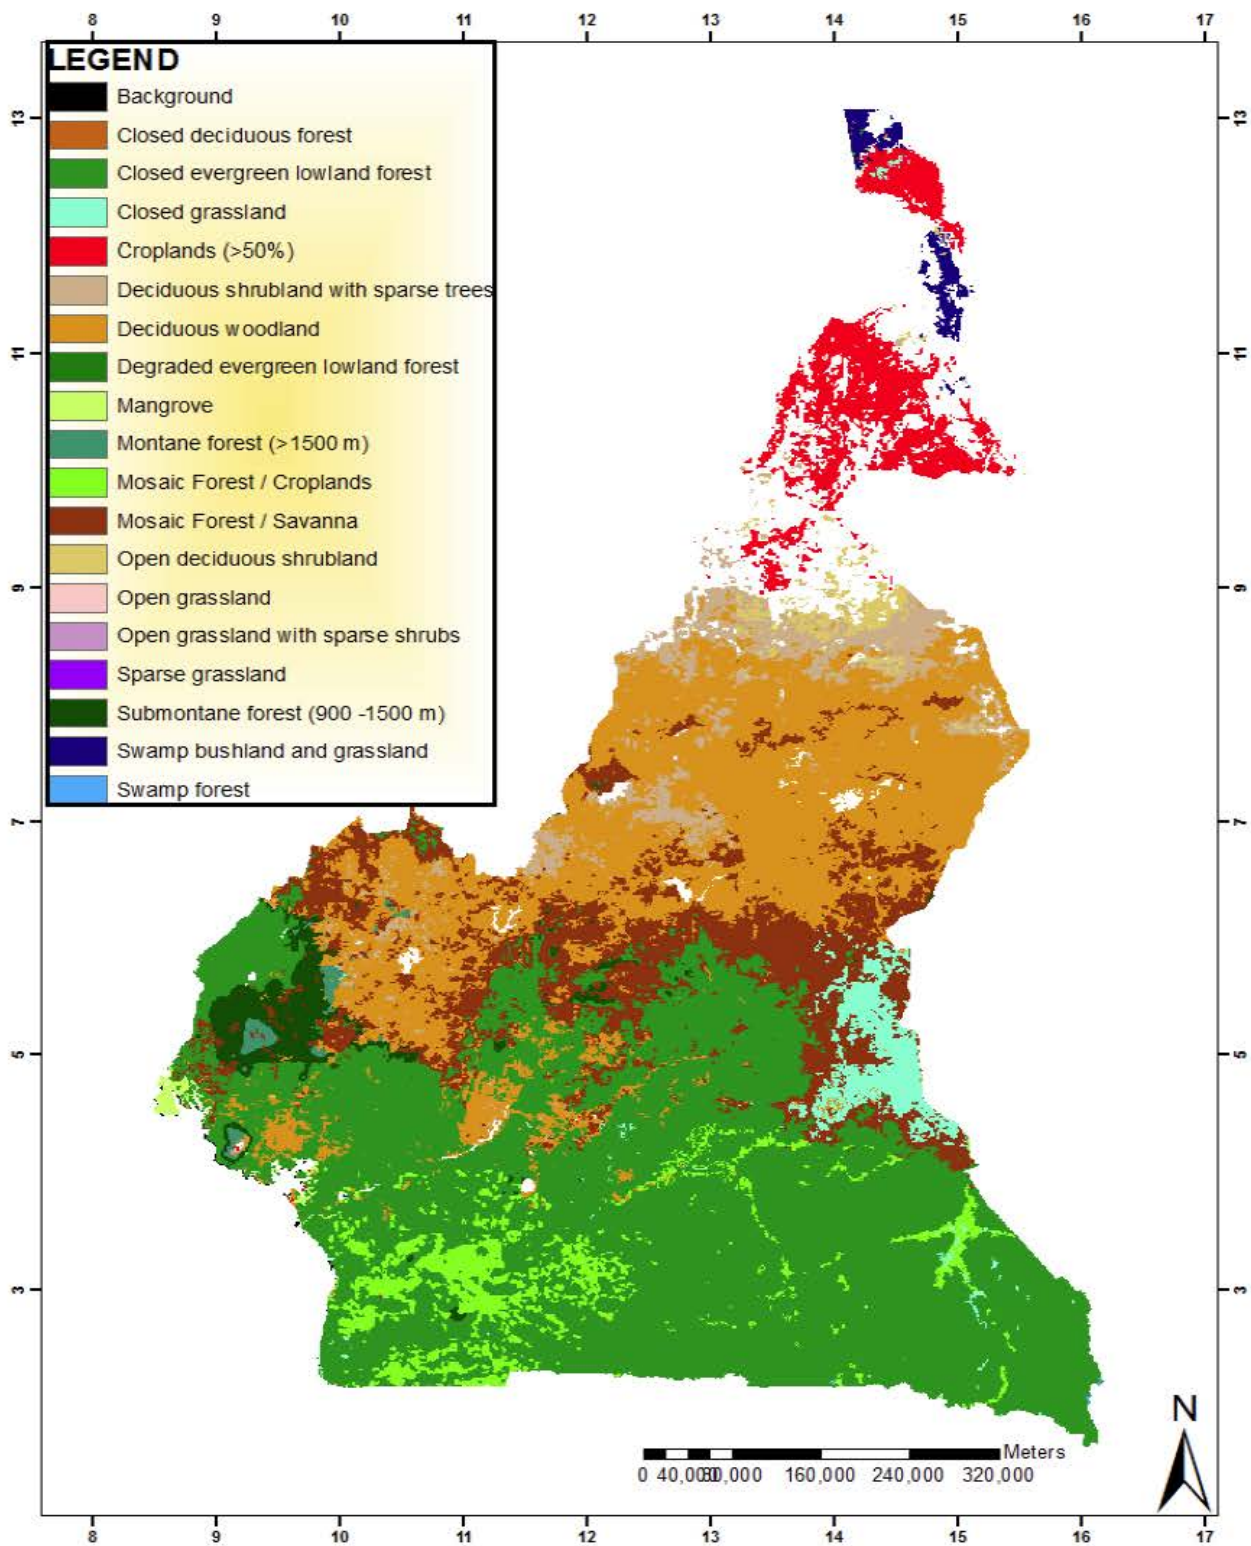 8 9 10 11 12 13 14 15 16 17
LEGEND
Background
Closed deciduous forest
Closed evergreen lowland forest
Closed grassland
Croplands (>50%)
Deciduous shrubland with sparse trees
Deciduous woodland
Degraded evergreen lowland forest
Mangrove
Montane forest (>1500 m)
Mosaic Forest / Croplands
Mosaic Forest / Savanna
Open deciduous shrubland
Open grassland
Open grassland with sparse shrubs
Sparse grassland
Submontane forest (900 -1500 m)
Swamp bushland and grassland
Swamp forest
13 13
11 11
9 9
7 7
5 5
3 3
N
Meters
0 40,000 80,000 160,000 240,000 320,000
8 9 10 11 12 13 14 15 16 17